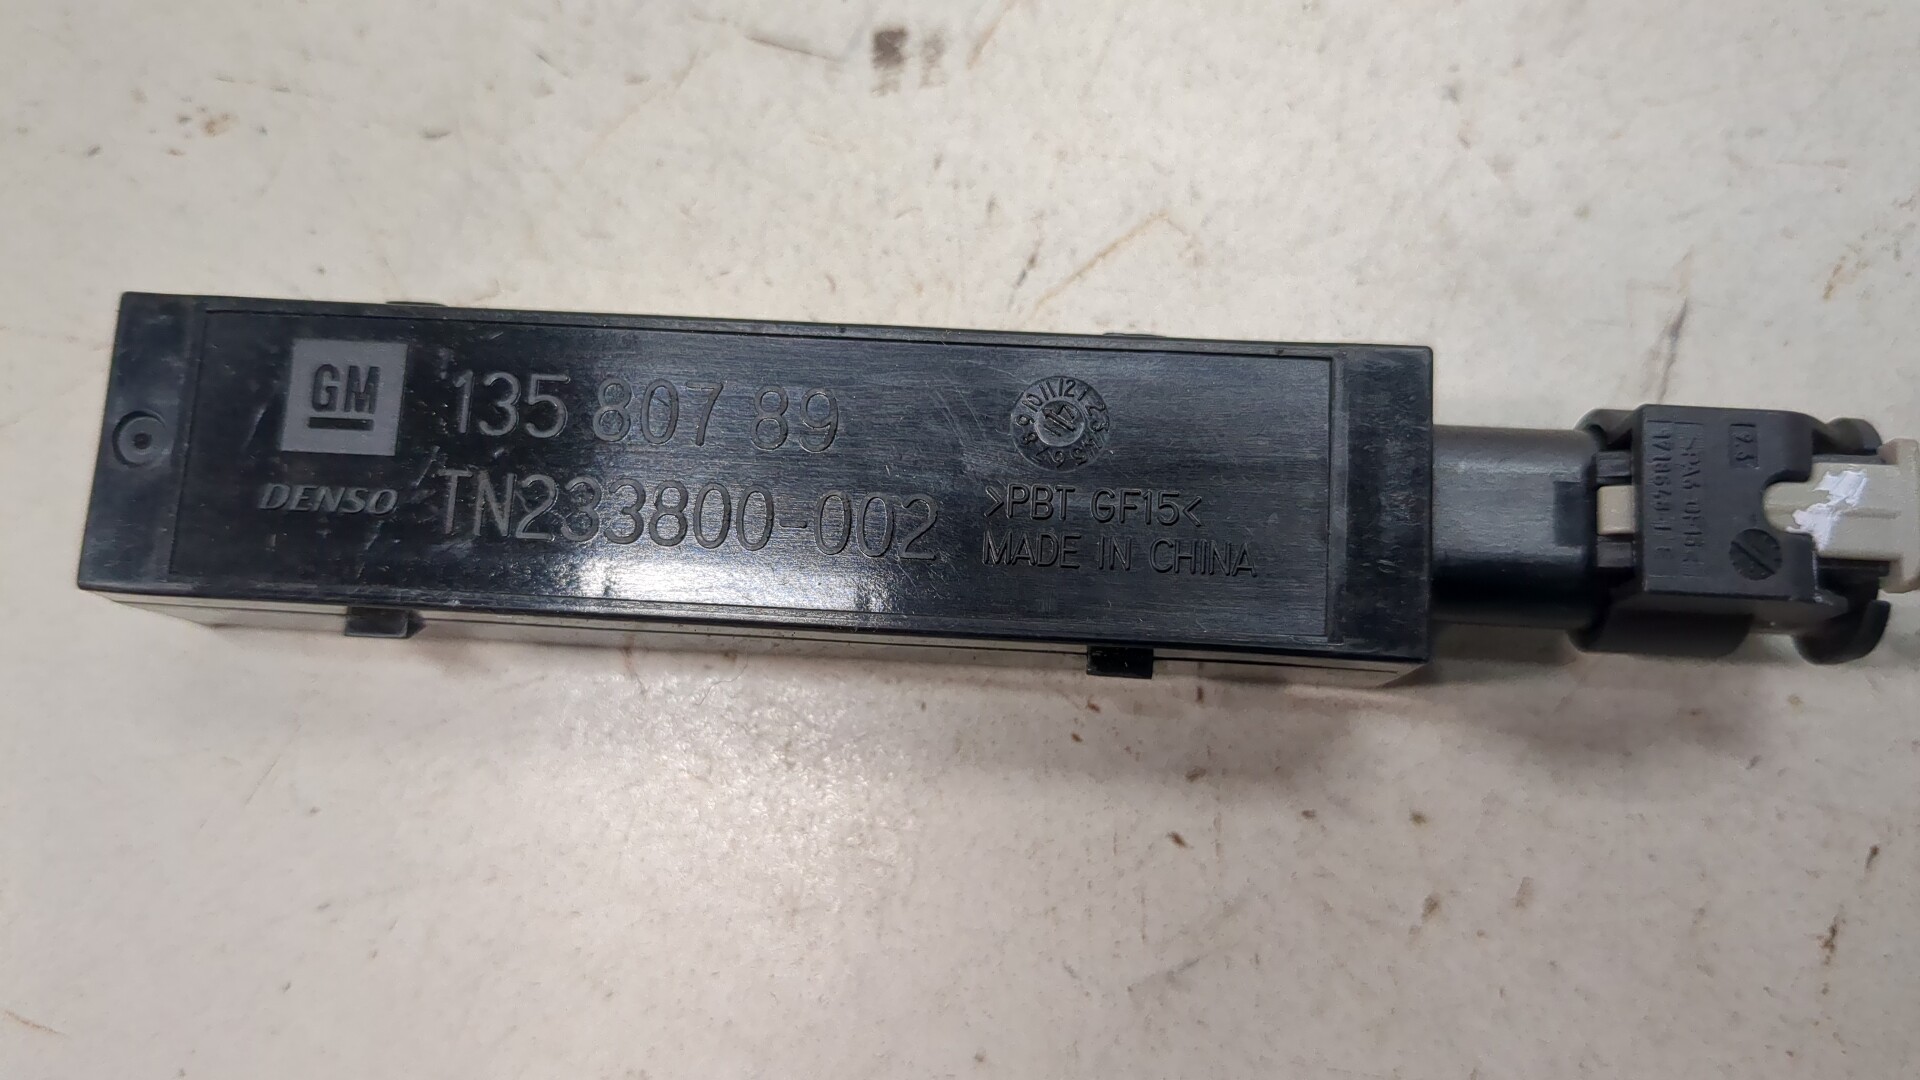 GM
135 807 89
DENSO
TN233800-002
>PBT GF15<
MADE IN CHINA